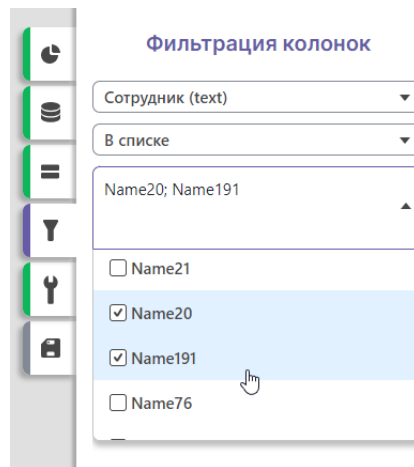 Фильтрация колонок
Сотрудник (text)
В списке
Name20; Name191
Name21
Name20
Name191
Name76